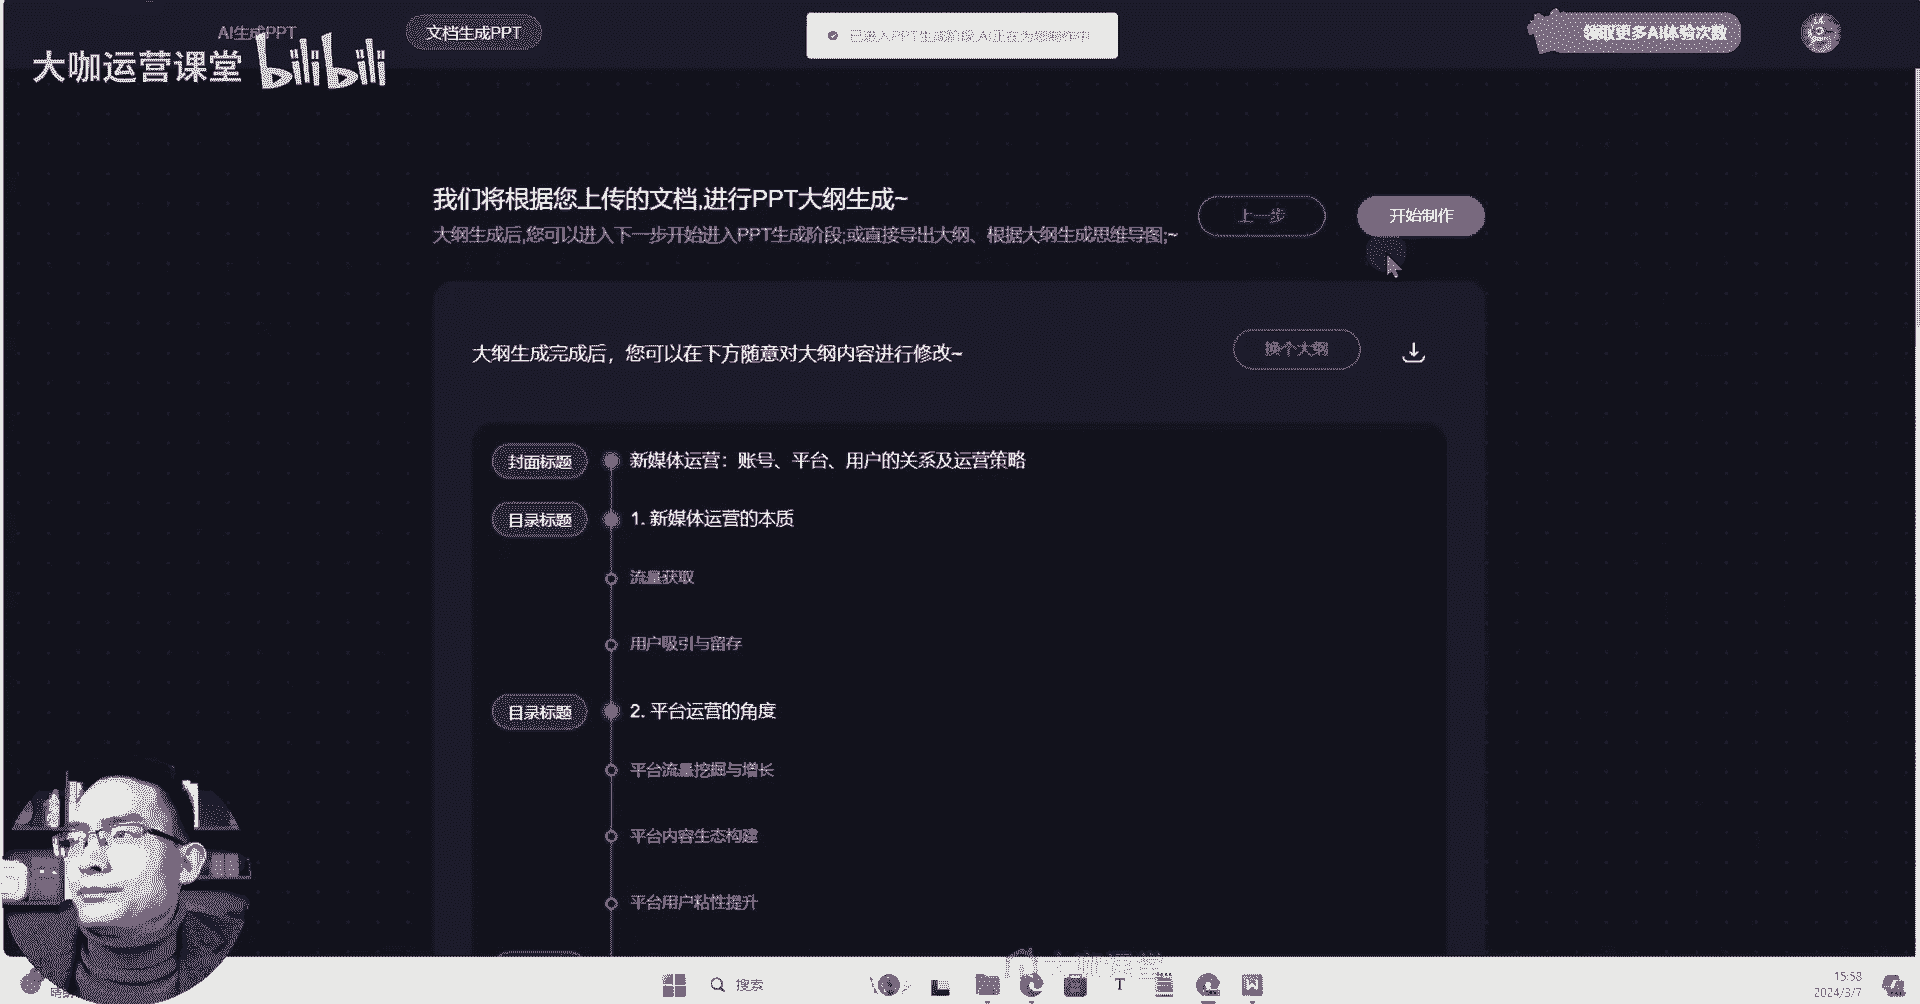 AI生成PPT
文档生成PPT
已进入PPT生成阶段,AI正在为您制作中
领取更多AI体验次数
大咖运营课堂 bilibili
我们将根据您上传的文档,进行PPT大纲生成~
大纲生成后,您可以进入下一步开始进入PPT生成阶段;或直接导出大纲、根据大纲生成思维导图;~
上一步
开始制作
大纲生成完成后，您可以在下方随意对大纲内容进行修改~
换个大纲
封面标题
新媒体运营：账号、平台、用户的关系及运营策略
目录标题
1. 新媒体运营的本质
流量获取
用户吸引与留存
目录标题
2. 平台运营的角度
平台流量挖掘与增长
平台内容生态构建
平台用户粘性提升
大咖课堂
搜索
15:58
2024/3/7